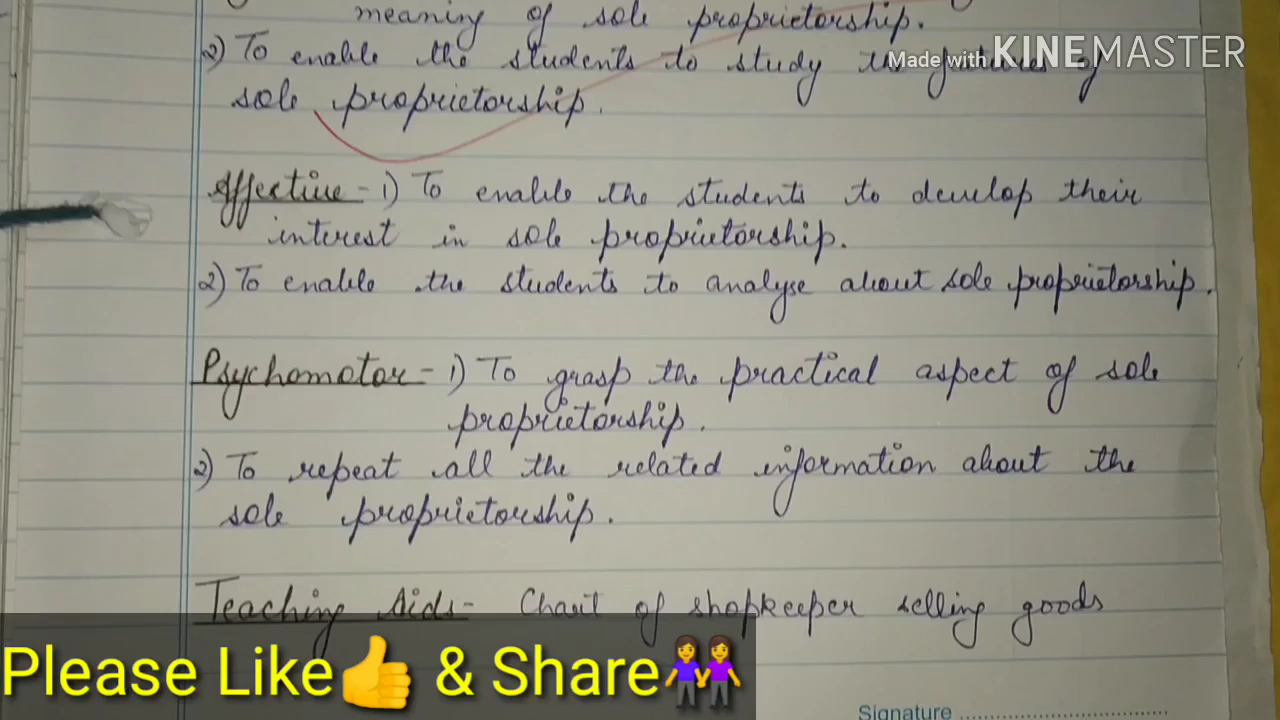 meaning of sole proprietorship.
2) To enable the students to study the features of
Made with KINEMASTER
sole proprietorship.
Affective - 1) To enable the students to develop their
interest in sole proprietorship.
2) To enable the students to analyse about sole proprietorship.
Psychomotor - 1) To grasp the practical aspect of sole
proprietorship.
2) To repeat all the related information about the
sole proprietorship.
Teaching Aids - Chart of shopkeeper selling goods
Please Like👍 & Share👭
Signature ....................................